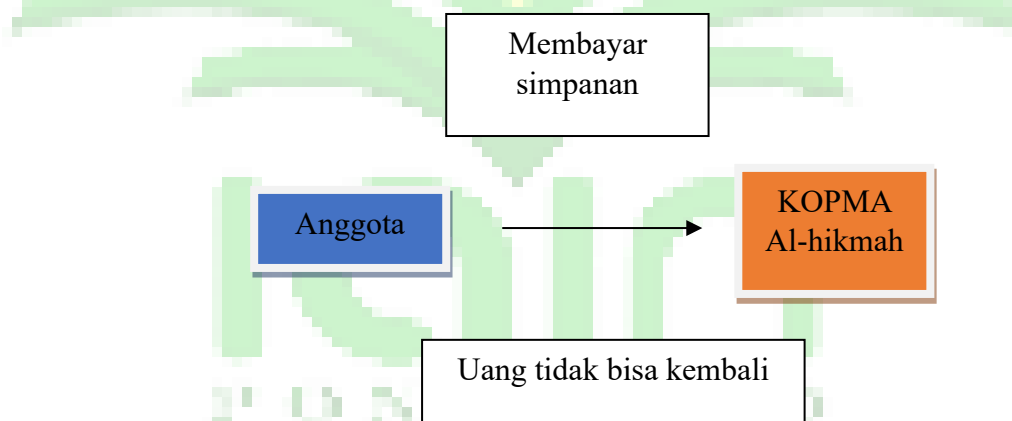 Membayar
simpanan
Anggota
KOPMA
Al-hikmah
Uang tidak bisa kembali